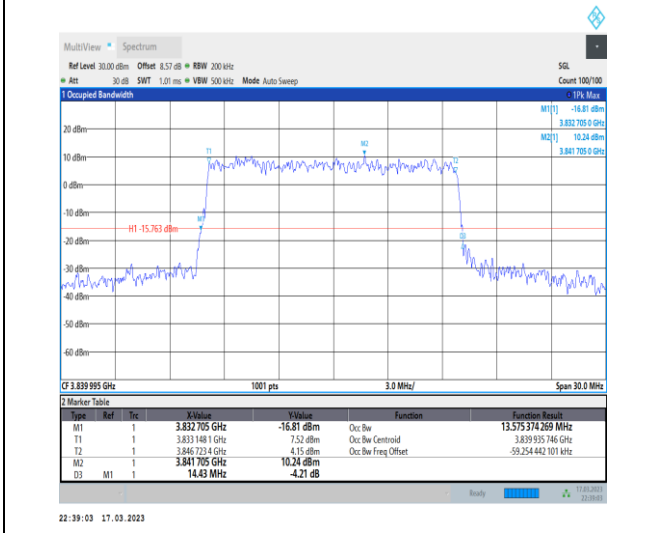 MultiView Spectrum
Ref Level 30.00 dBm Offset 8.57 dB RBW 200 kHz SGL
Att 30 dB SWT 1.01 ms VBW 500 kHz Mode Auto Sweep Count 100/100
1 Occupied Bandwidth 1Pk Max
M1[1] -16.81 dBm
3.832 705 0 GHz
M2[1] 10.24 dBm
3.841 705 0 GHz
20 dBm
M2
T1
T2
10 dBm
0 dBm
-10 dBm
M1
H1 -15.763 dBm
D3
-20 dBm
-30 dBm
-40 dBm
-50 dBm
-60 dBm
CF 3.839 995 GHz 1001 pts 3.0 MHz/ Span 30.0 MHz
2 Marker Table
Type Ref Trc X-Value Y-Value Function Function Result
M1 1 3.832 705 GHz -16.81 dBm Occ Bw 13.575 374 269 MHz
T1 1 3.833 148 1 GHz 7.52 dBm Occ Bw Centroid 3.839 935 746 GHz
T2 1 3.846 723 4 GHz 4.15 dBm Occ Bw Freq Offset -59.254 442 101 kHz
M2 1 3.841 705 GHz 10.24 dBm
D3 M1 1 14.43 MHz -4.21 dB
Ready 17.03.2023
22:39:03
22:39:03 17.03.2023